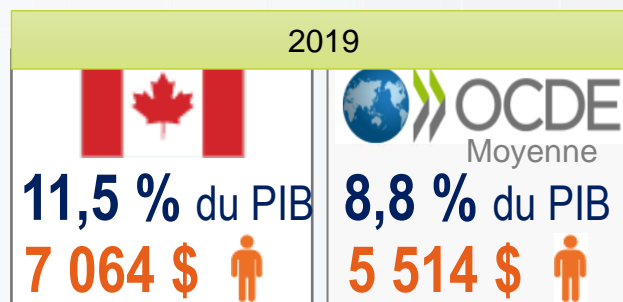 2019
OCDE
Moyenne
11,5 % du PIB
8,8 % du PIB
7 064 $
5 514 $